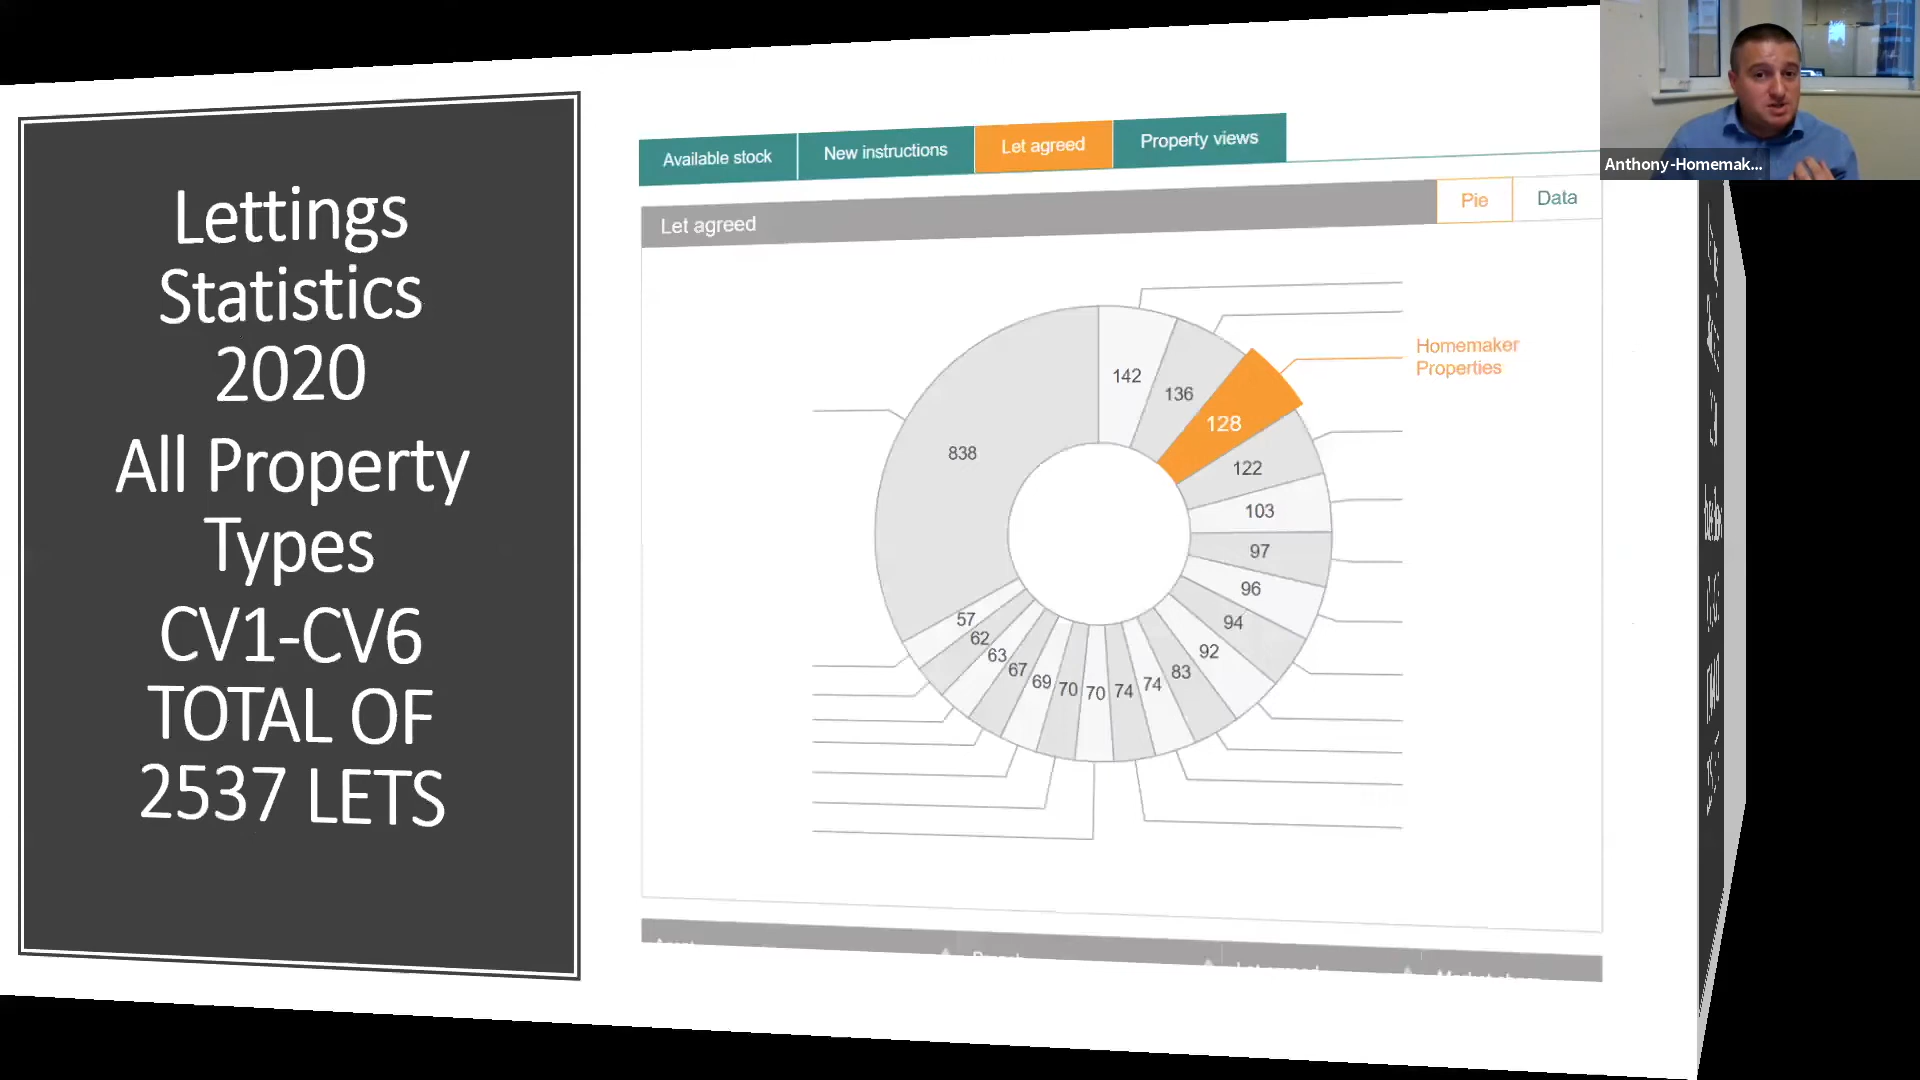 Lettings
Statistics
2020
All Property
Types
CV1-CV6
TOTAL OF
2537 LETS
Available stock
New instructions
Let agreed
Property views
Let agreed
Pie
Data
Homemaker
Properties
142
136
128
122
103
97
96
94
92
83
74
74
70
70
69
67
63
62
57
838
Anthony-Homemak...